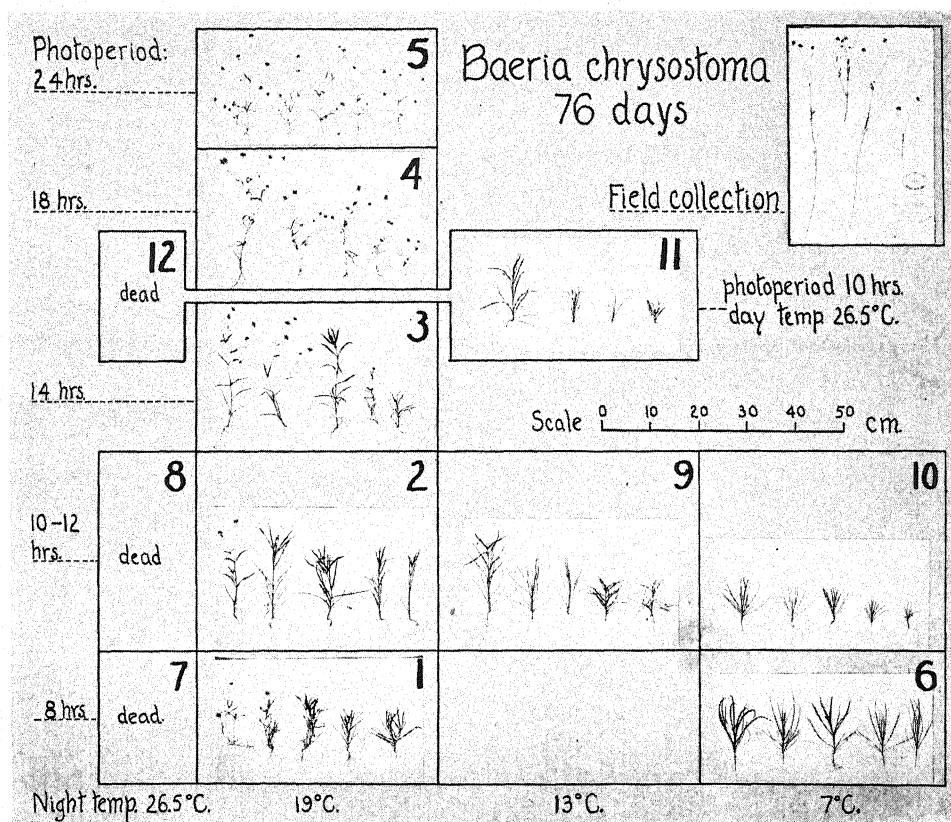 Photoperiod:
24 hrs.
5
Baeria chrysostoma
76 days
4
18 hrs.
Field collection
12
dead
11
photoperiod 10 hrs.
day temp 26.5°C.
3
14 hrs.
Scale 0 10 20 30 40 50 cm.
8
2
9
10
10-12
hrs.
dead
7
1
6
8 hrs
dead.
Night temp. 26.5°C. 19°C. 13°C. 7°C.